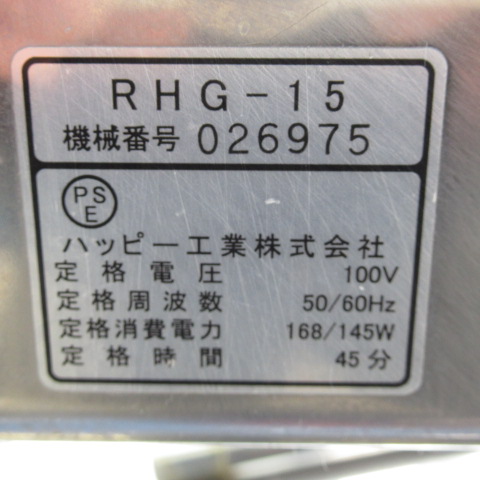 RHG-15
機械番号 026975
PS
E
ハッピー工業株式会社
定格電圧 100V
定格周波数 50/60Hz
定格消費電力 168/145W
定格時間 45分